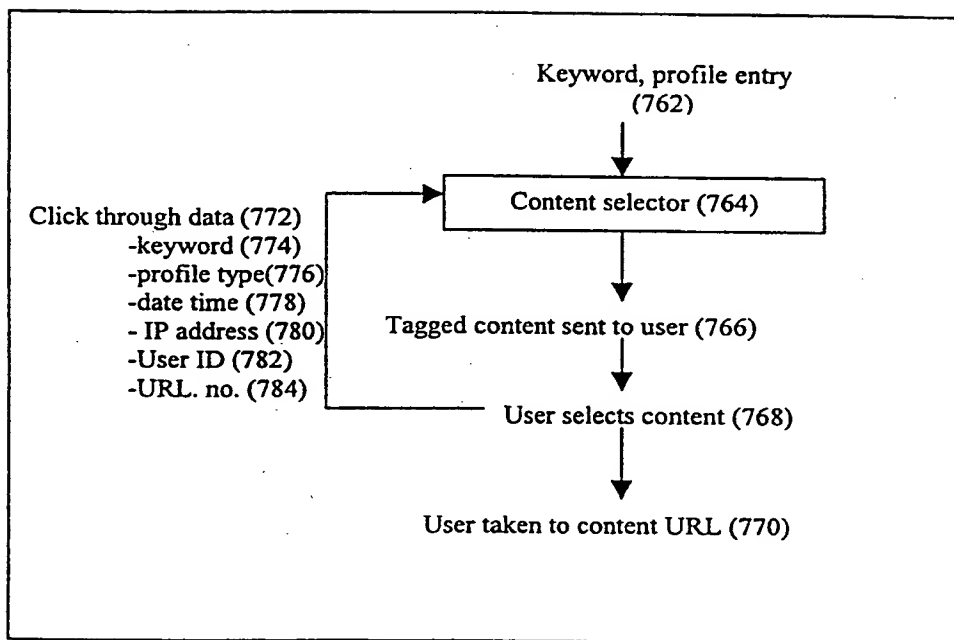 Keyword, profile entry
(762)
Content selector (764)
Click through data (772)
-keyword (774)
-profile type(776)
-date time (778)
- IP address (780)
-User ID (782)
-URL. no. (784)
Tagged content sent to user (766)
User selects content (768)
User taken to content URL (770)